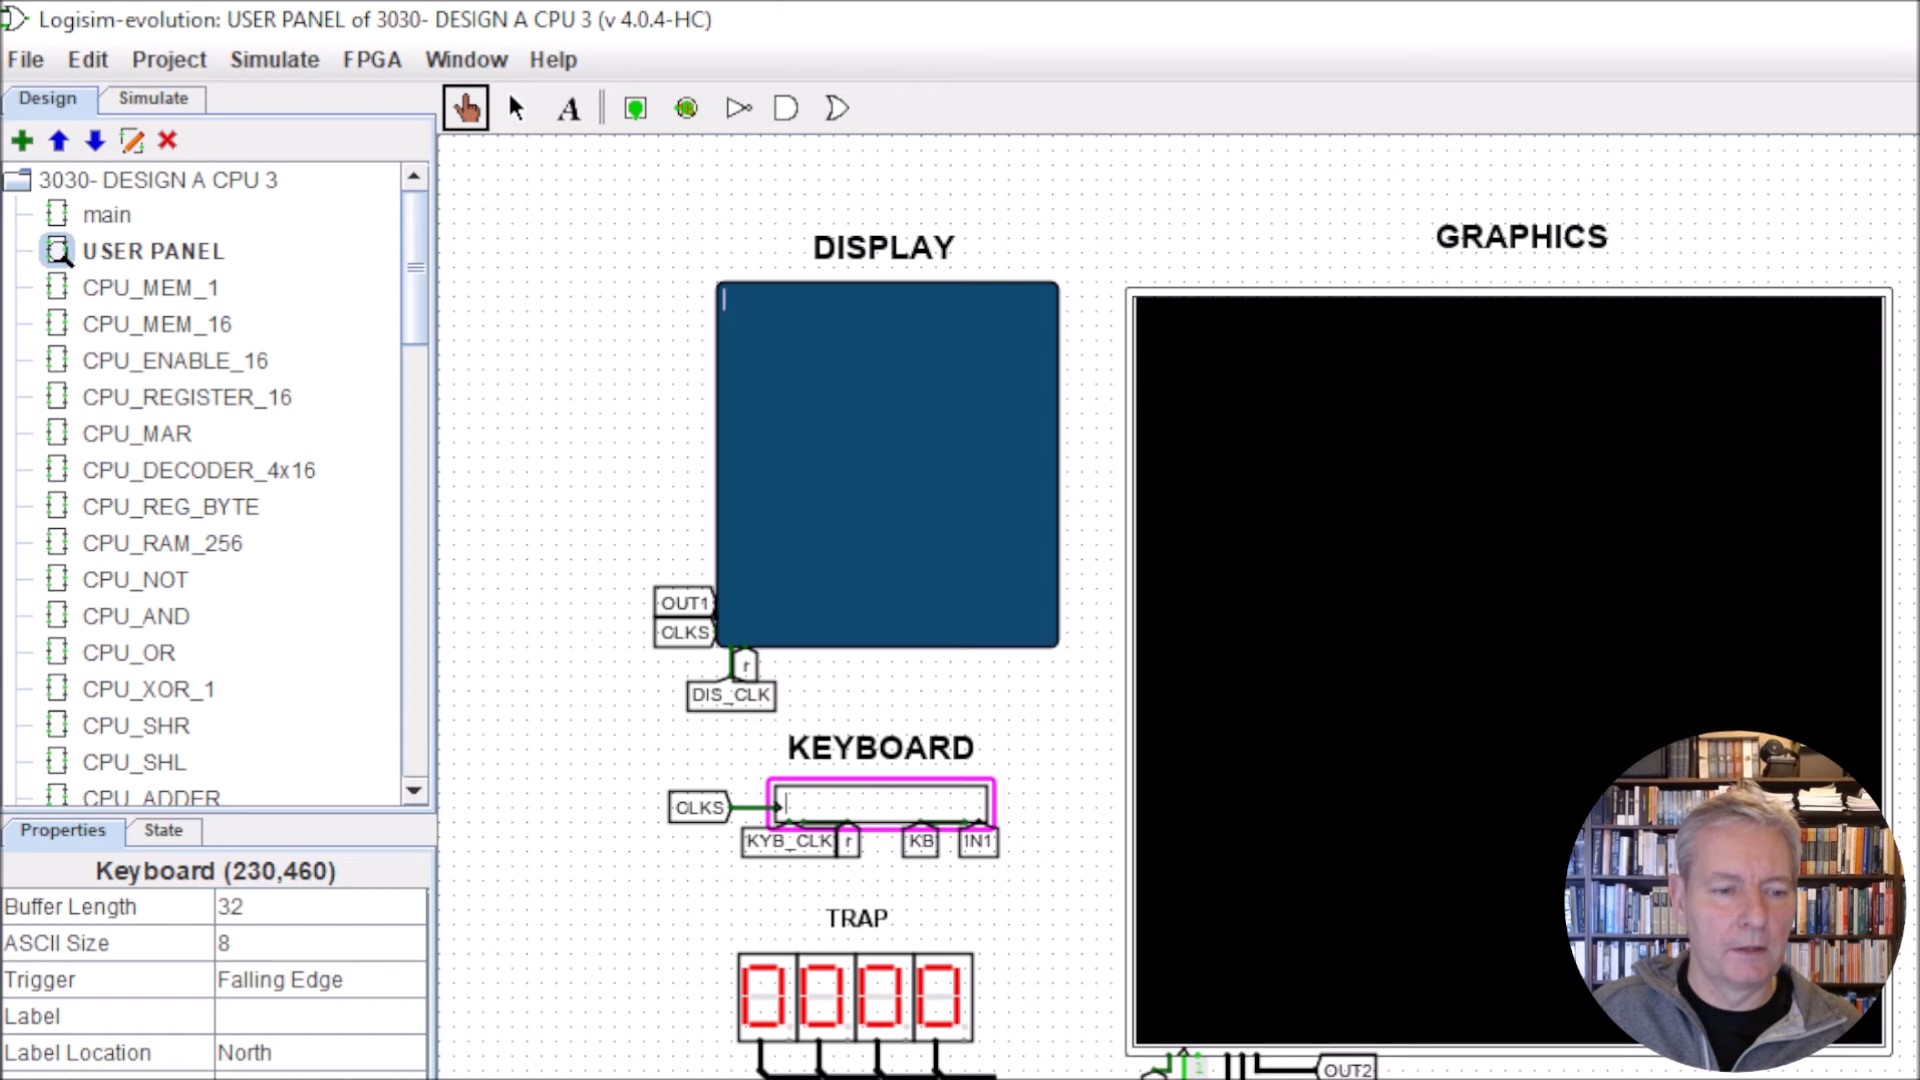 Logisim-evolution: USER PANEL of 3030- DESIGN A CPU 3 (v 4.0.4-HC)
File Edit Project Simulate FPGA Window Help
Design Simulate
A
3030- DESIGN A CPU 3
main
USER PANEL
CPU_MEM_1
CPU_MEM_16
CPU_ENABLE_16
CPU_REGISTER_16
CPU_MAR
CPU_DECODER_4x16
CPU_REG_BYTE
CPU_RAM_256
CPU_NOT
CPU_AND
CPU_OR
CPU_XOR_1
CPU_SHR
CPU_SHL
CPU_ADDER
Properties State
Keyboard (230,460)
Buffer Length 32
ASCII Size 8
Trigger Falling Edge
Label
Label Location North
DISPLAY
OUT1
CLKS
r
DIS_CLK
KEYBOARD
CLKS
KYB_CLK r KB IN1
TRAP
0000
GRAPHICS
1
OUT2